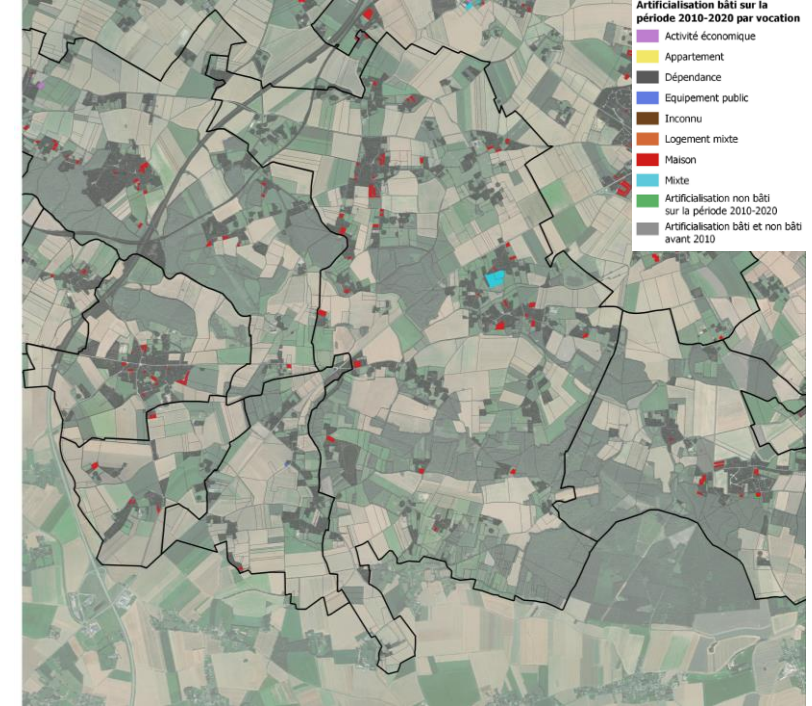 Artificialisation bâti sur la
période 2010-2020 par vocation
Activité économique
Appartement
Dépendance
Equipement public
Inconnu
Logement mixte
Maison
Mixte
Artificialisation non bâti
sur la période 2010-2020
Artificialisation bâti et non bâti
avant 2010